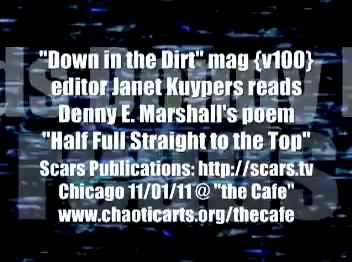 "Down in the Dirt" mag {v100}
editor Janet Kuypers reads
Denny E. Marshall's poem
"Half Full Straight to the Top"
Scars Publications: http://scars.tv
Chicago 11/01/11 @ "the Cafe"
www.chaoticarts.org/thecafe